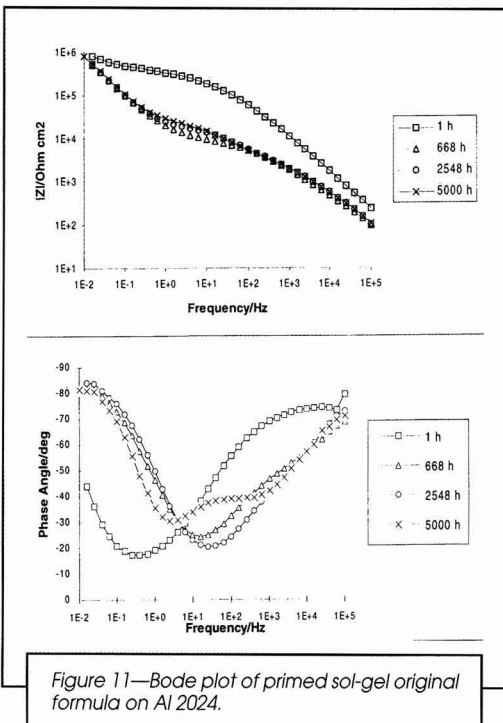 1E+6
1E+5
1E+4
1E+3
1E+2
1E+1
IZI/Ohm cm2
1E-2 1E-1 1E+0 1E+1 1E+2 1E+3 1E+4 1E+5
Frequency/Hz
1 h
668 h
2548 h
5000 h
-90
-80
-70
-60
-50
-40
-30
-20
-10
0
Phase Angle/deg
1E-2 1E-1 1E+0 1E+1 1E+2 1E+3 1E+4 1E+5
Frequency/Hz
1 h
668 h
2548 h
5000 h
Figure 11—Bode plot of primed sol-gel original
formula on Al 2024.